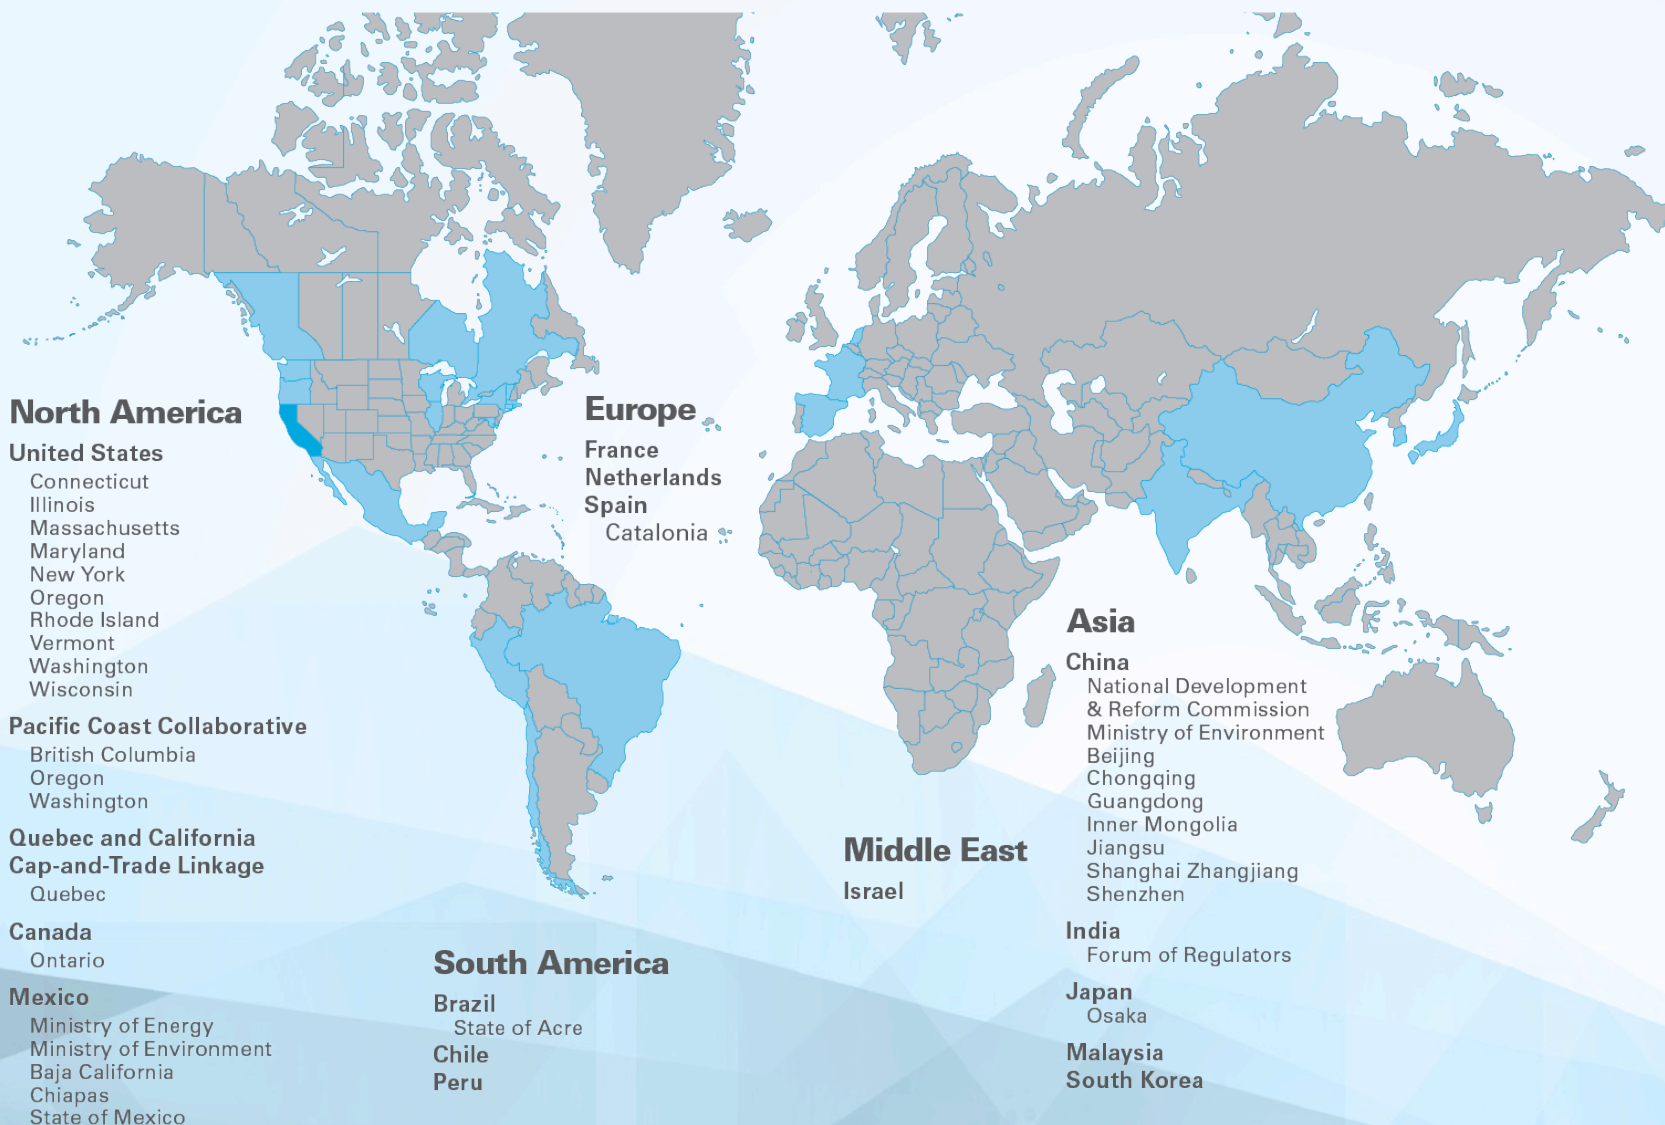 North America
United States
Connecticut
Illinois
Massachusetts
Maryland
New York
Oregon
Rhode Island
Vermont
Washington
Wisconsin
Pacific Coast Collaborative
British Columbia
Oregon
Washington
Quebec and California
Cap-and-Trade Linkage
Quebec
Canada
Ontario
Mexico
Ministry of Energy
Ministry of Environment
Baja California
Chiapas
State of Mexico
Europe
France
Netherlands
Spain
Catalonia
South America
Brazil
State of Acre
Chile
Peru
Middle East
Israel
Asia
China
National Development
& Reform Commission
Ministry of Environment
Beijing
Chongqing
Guangdong
Inner Mongolia
Jiangsu
Shanghai Zhangjiang
Shenzhen
India
Forum of Regulators
Japan
Osaka
Malaysia
South Korea